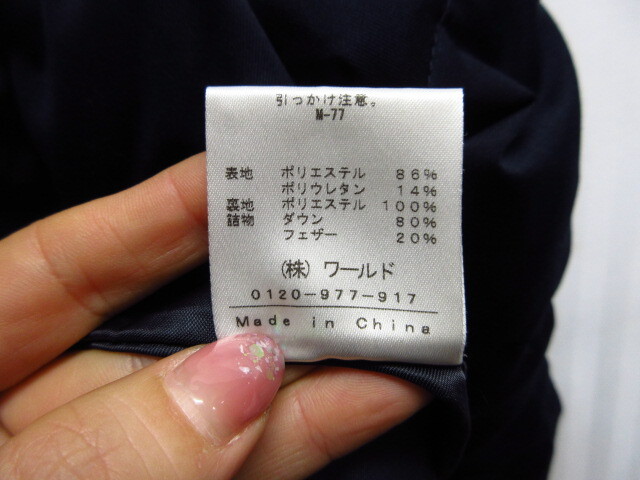 引っかけ注意。
M-77
表地 ポリエステル 86%
ポリウレタン 14%
裏地 ポリエステル 100%
詰物 ダウン 80%
フェザー 20%
(株) ワールド
0120-977-917
Made in China